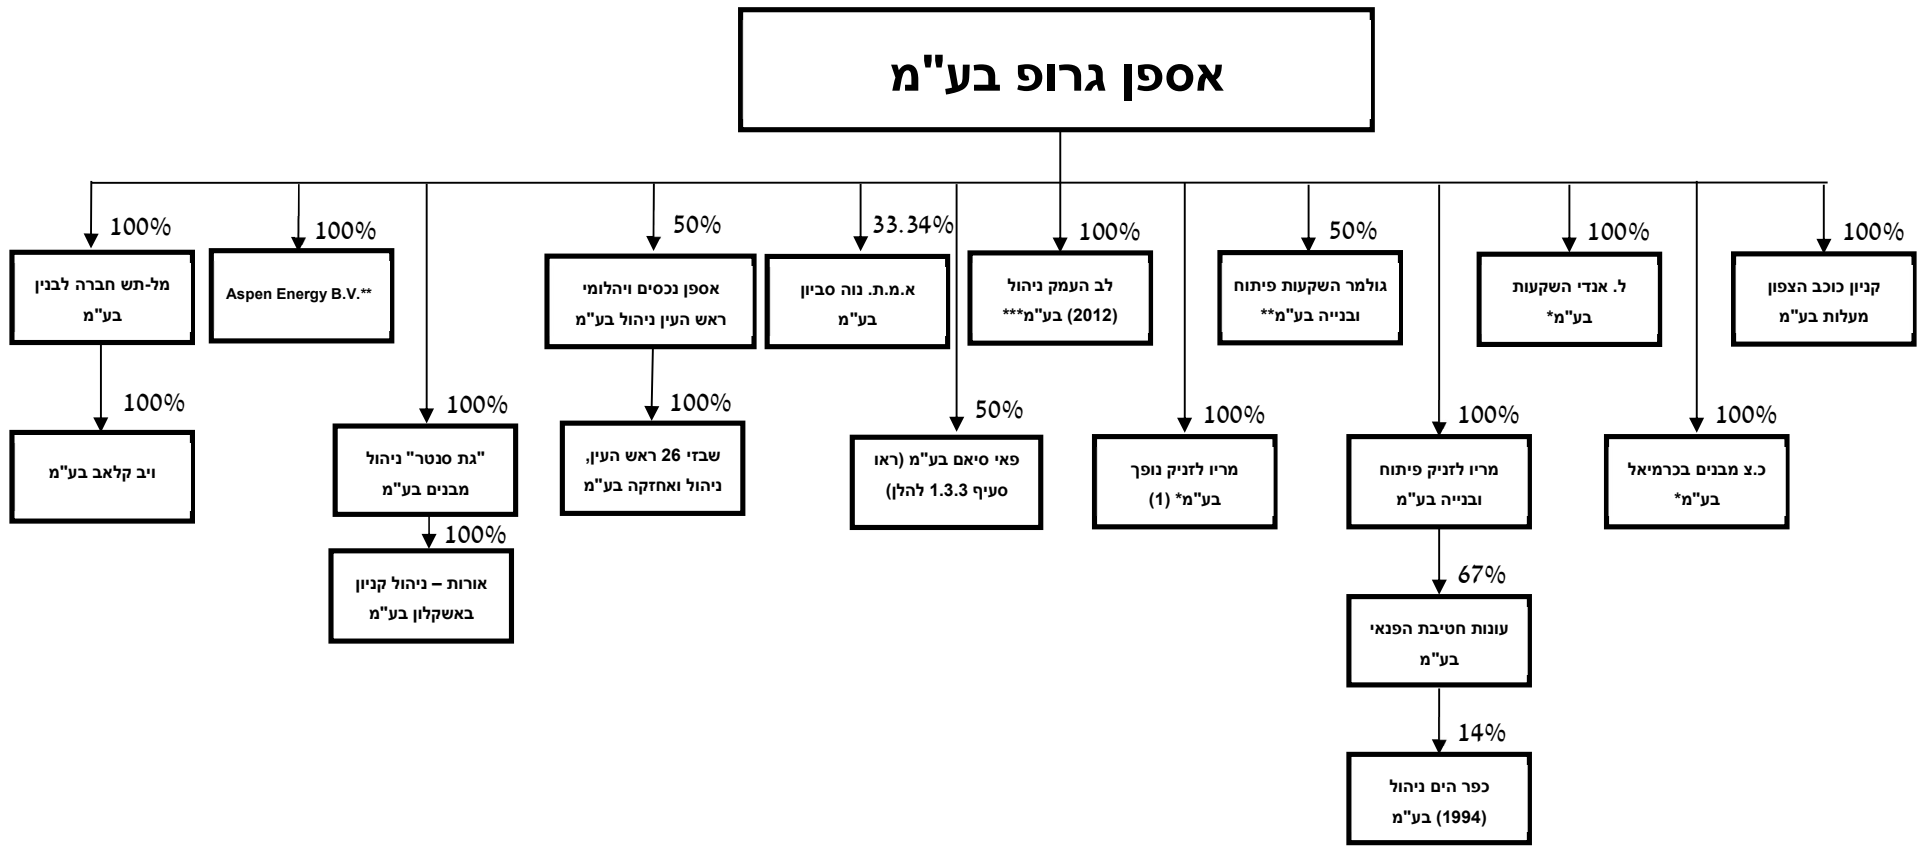 אספן גרופ בע"מ
100%
100%
50%
33.34%
100%
50%
100%
100%
מל-תש חברה לבנין
בע"מ
Aspen Energy B.V.**
אספן נכסים ויהלומי
ראש העין ניהול בע"מ
א.מ.ת. נוה סביון
בע"מ
לב העמק ניהול
(2012) בע"מ***
גולמר השקעות פיתוח
ובנייה בע"מ**
ל. אנדי השקעות
בע"מ*
קניון כוכב הצפון
מעלות בע"מ
100%
100%
100%
50%
100%
100%
100%
ויב קלאב בע"מ
"גת סנטר" ניהול
מבנים בע"מ
שבזי 26 ראש העין,
ניהול ואחזקה בע"מ
פאי סיאם בע"מ (ראו
סעיף 1.3.3 להלן)
מריו לזניק נופך
בע"מ* (1)
מריו לזניק פיתוח
ובנייה בע"מ
כ.צ מבנים בכרמיאל
בע"מ*
100%
אורות – ניהול קניון
באשקלון בע"מ
67%
עונות חטיבת הפנאי
בע"מ
14%
כפר הים ניהול
(1994) בע"מ